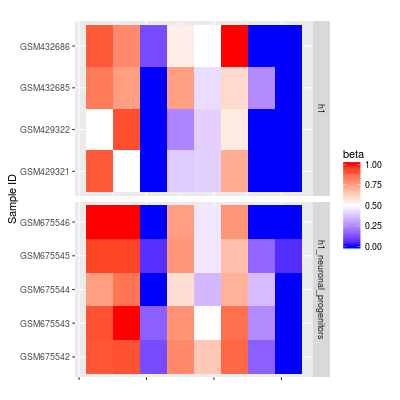 Sample ID
GSM432686
GSM432685
GSM429322
GSM429321
h1
GSM675546
GSM675545
GSM675544
GSM675543
GSM675542
h1_neuronal_progenitors
beta
1.00
0.75
0.50
0.25
0.00